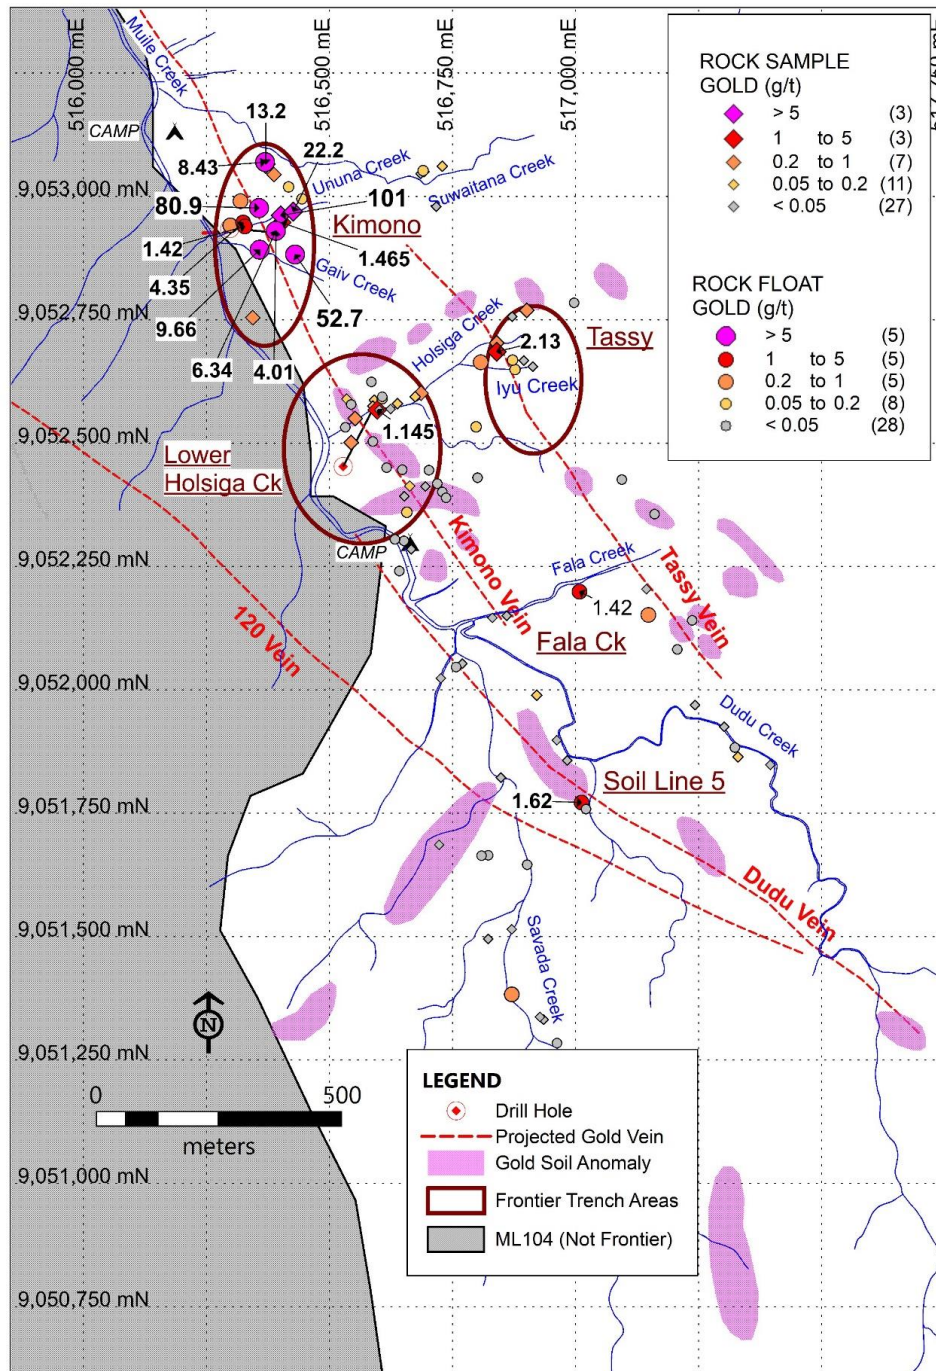 516,000 mE
516,500 mE
516,750 mE
517,000 mE
ROCK SAMPLE
GOLD (g/t)
> 5 (3)
1 to 5 (3)
0.2 to 1 (7)
0.05 to 0.2 (11)
< 0.05 (27)
ROCK FLOAT
GOLD (g/t)
> 5 (5)
1 to 5 (5)
0.2 to 1 (5)
0.05 to 0.2 (8)
< 0.05 (28)
Muile Creek
CAMP
13.2
8.43
22.2
Ununa Creek
Suwaitana Creek
9,053,000 mN
80.9
101
Kimono
1.42
1.465
4.35
Gaiv Creek
9.66
52.7
9,052,750 mN
6.34
4.01
Holsiga Creek
Tassy
2.13
Iyu Creek
9,052,500 mN
1.145
Lower
Holsiga Ck
CAMP
Kimono Vein
9,052,250 mN
Fala Creek
Tassy Vein
1.42
120 Vein
Fala Ck
9,052,000 mN
Dudu Creek
Soil Line 5
9,051,750 mN
1.62
Dudu Vein
9,051,500 mN
Savada Creek
N
9,051,250 mN
0 500
meters
LEGEND
Drill Hole
Projected Gold Vein
Gold Soil Anomaly
Frontier Trench Areas
ML104 (Not Frontier)
9,051,000 mN
9,050,750 mN